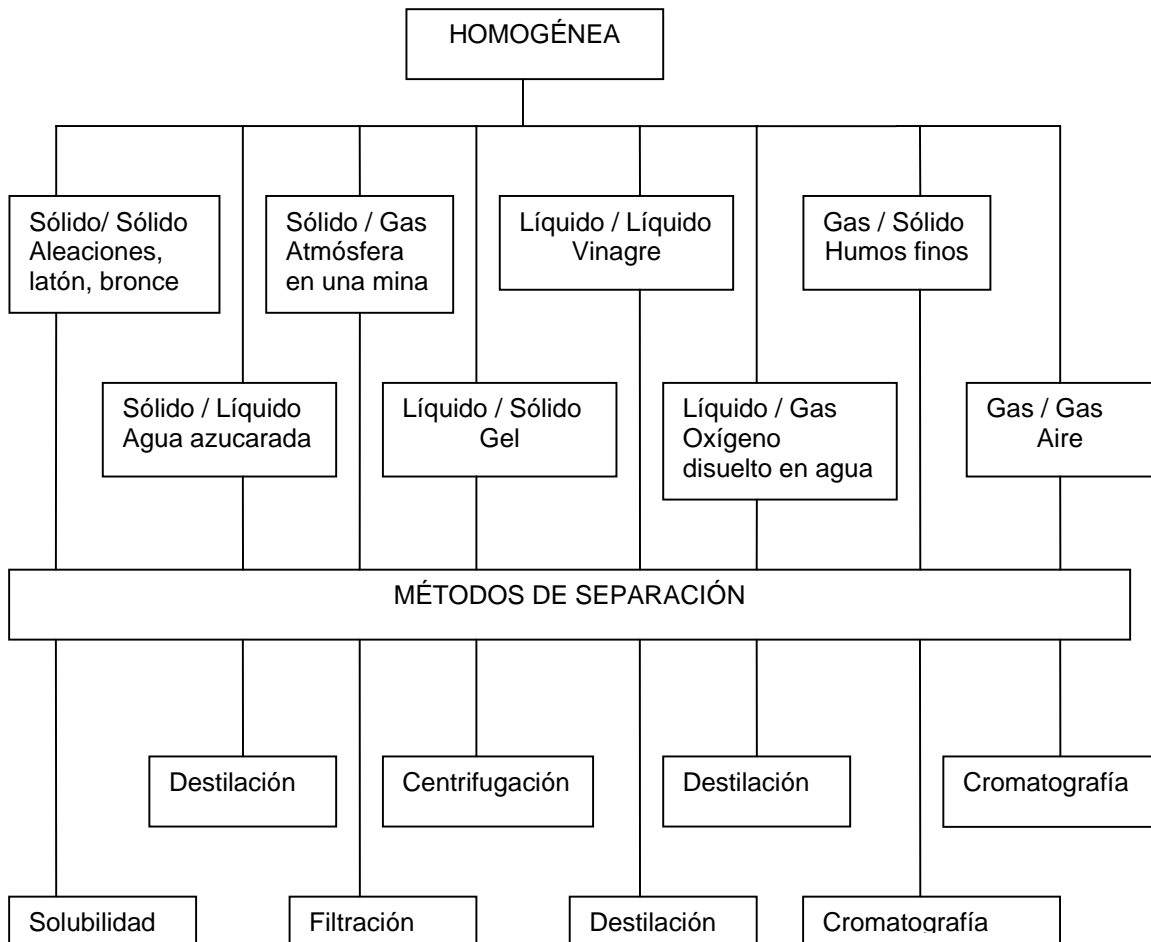 HOMOGÉNEA
Sólido/ Sólido
Aleaciones,
latón, bronce
Sólido / Gas
Atmósfera
en una mina
Líquido / Líquido
Vinagre
Gas / Sólido
Humos finos
Sólido / Líquido
Agua azucarada
Líquido / Sólido
Gel
Líquido / Gas
Oxígeno
disuelto en agua
Gas / Gas
Aire
MÉTODOS DE SEPARACIÓN
Destilación
Centrifugación
Destilación
Cromatografía
Solubilidad
Filtración
Destilación
Cromatografía